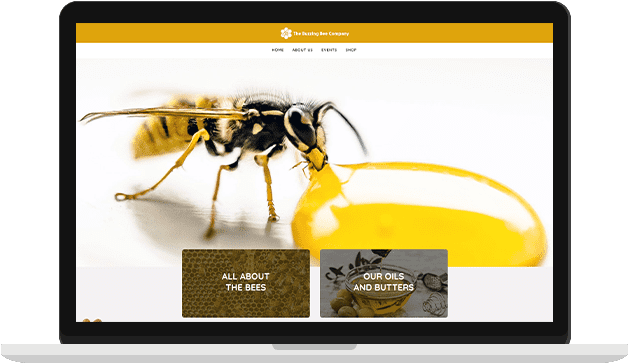 The Buzzing Bee Company
HOME ABOUT US EVENTS SHOP
ALL ABOUT
THE BEES
OUR OILS
AND BUTTERS